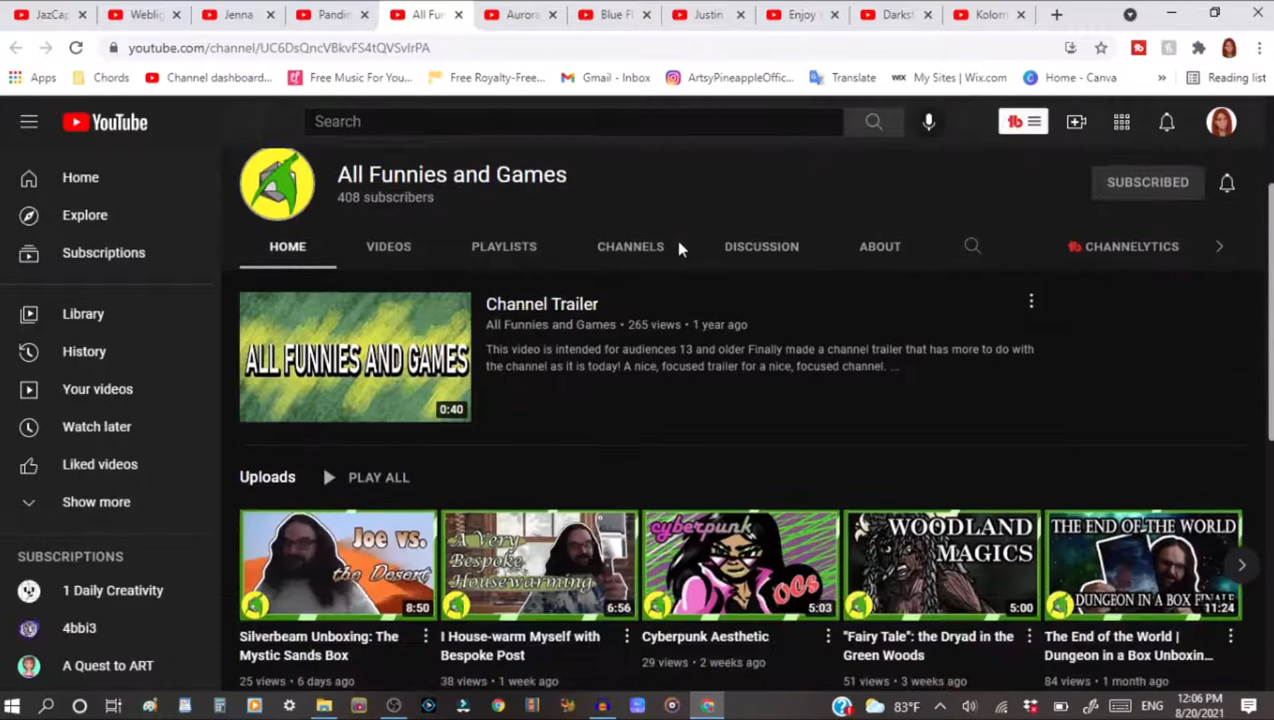 JazCap
Weblig
Jenna
Pandin
All Fun
Aurora
Blue Fl
Justin
Enjoy
Darkst
Kolom
youtube.com/channel/UC6DsQncVBkvFS4tQVSvIrPA
Apps
Chords
Channel dashboard...
Free Music For You...
Free Royalty-Free...
Gmail - Inbox
ArtsyPineappleOffic...
Translate
WIX My Sites | Wix.com
Home - Canva
»
Reading list
YouTube
Search
tb
All Funnies and Games
408 subscribers
SUBSCRIBED
HOME
VIDEOS
PLAYLISTS
CHANNELS
DISCUSSION
ABOUT
tb CHANNELYTICS
Home
Explore
Subscriptions
Library
History
Your videos
Watch later
Liked videos
Show more
SUBSCRIPTIONS
1 Daily Creativity
4bbi3
A Quest to ART
ALL FUNNIES AND GAMES
0:40
Channel Trailer
All Funnies and Games • 265 views • 1 year ago
This video is intended for audiences 13 and older Finally made a channel trailer that has more to do with
the channel as it is today! A nice, focused trailer for a nice, focused channel. ...
Uploads
PLAY ALL
Joe vs.
the Desert
8:50
A Very
Bespoke
Housewarming
6:56
cyberpunk
OCs
5:03
WOODLAND
MAGICS
5:00
THE END OF THE WORLD
DUNGEON IN A BOX FINALE
11:24
Silverbeam Unboxing: The
Mystic Sands Box
25 views • 6 days ago
I House-warm Myself with
Bespoke Post
38 views • 1 week ago
Cyberpunk Aesthetic
29 views • 2 weeks ago
"Fairy Tale": the Dryad in the
Green Woods
51 views • 3 weeks ago
The End of the World |
Dungeon in a Box Unboxin...
84 views • 1 month ago
83°F
ENG
12:06 PM
8/20/2021